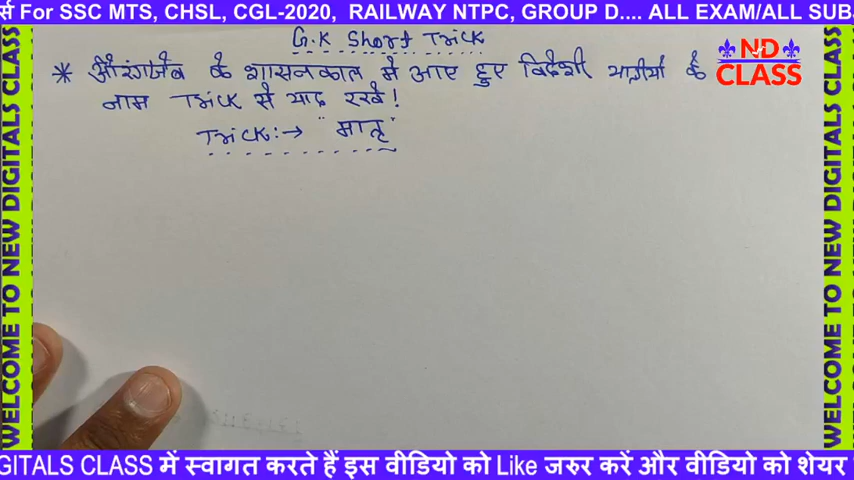 र्स For SSC MTS, CHSL, CGL-2020, RAILWAY NTPC, GROUP D.... ALL EXAM/ALL SUB.
G.K Short Trick
* औरंगजेब के शासनकाल मे आए हुए विदेशी यात्रीयों के
नाम Trick से याद रखे!
Trick:→ "मातृ"
ND
CLASS
WELCOME TO NEW DIGITALS CLASS
WELCOME TO NEW DIGITALS CLASS
GITALS CLASS में स्वागत करते हैं इस वीडियो को Like जरुर करें और वीडियो को शेयर